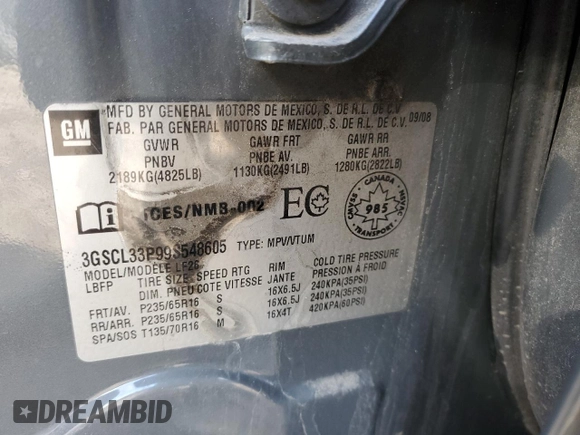 GM
MFD BY GENERAL MOTORS DE MEXICO, S. DE R.L. DE C.V.
FAB. PAR GENERAL MOTORS DE MEXICO, S. DE R.L. DE C.V. 09/08
GVWR GAWR FRT GAWR RR
PNBV PNBE AV. PNBE ARR.
2189KG(4825LB) 1130KG(2491LB) 1280KG(2822LB)
ICES/NMB-002 EC CANADA 985 TRANSPORT
3GSCL33P99S548605 TYPE: MPV/VTUM
MODEL/MODELE LF26
LBFP TIRE SIZE SPEED RTG RIM COLD TIRE PRESSURE
DIM. PNEU COTE VITESSE JANTE PRESSION A FROID
FRT/AV. P235/65R16 S 16X6.5J 240KPA(35PSI)
RR/ARR. P235/65R16 S 16X6.5J 240KPA(35PSI)
SPA/SOS T135/70R16 M 16X4T 420KPA(60PSI)
DREAMBID